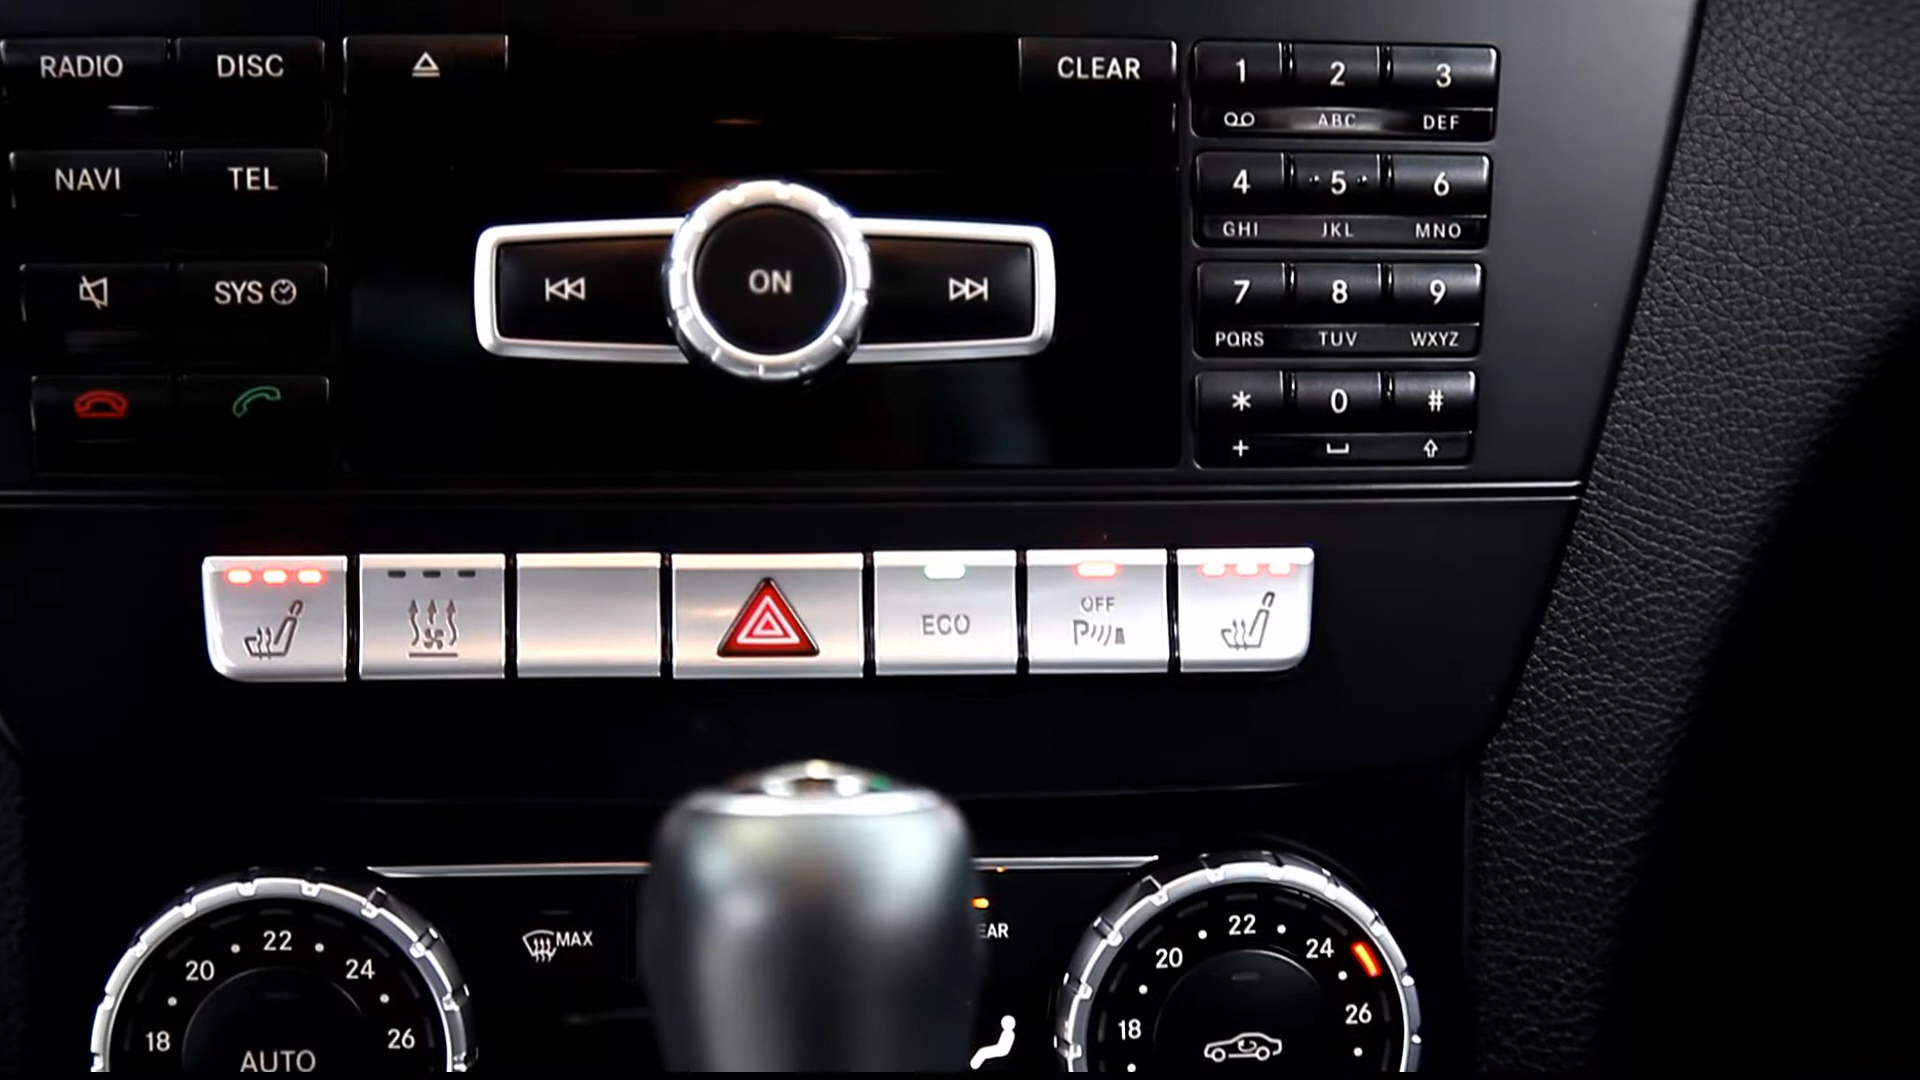 RADIO DISC CLEAR 1 2 3
ABC DEF
NAVI TEL 4 5 6
GHI JKL MNO
SYS ON 7 8 9
PQRS TUV WXYZ
* 0 #
+
OFF
ECO P
22 22
20 24 MAX EAR 20 24
18 26 18 26
AUTO